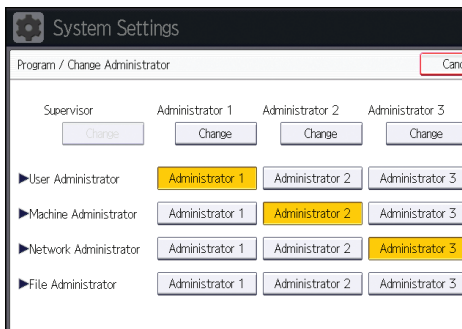 System Settings
Program / Change Administrator
Supervisor Administrator 1 Administrator 2 Administrator 3
Change Change Change Change
User Administrator Administrator 1 Administrator 2 Administrator 3
Machine Administrator Administrator 1 Administrator 2 Administrator 3
Network Administrator Administrator 1 Administrator 2 Administrator 3
File Administrator Administrator 1 Administrator 2 Administrator 3